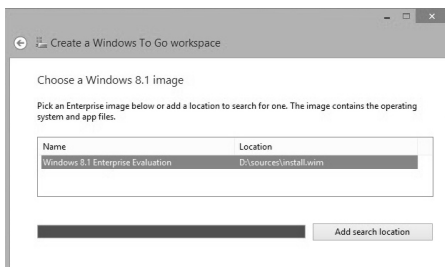 Create a Windows To Go workspace
Choose a Windows 8.1 image
Pick an Enterprise image below or add a location to search for one. The image contains the operating
system and app files.
Name Location
Windows 8.1 Enterprise Evaluation D:\sources\install.wim
Add search location